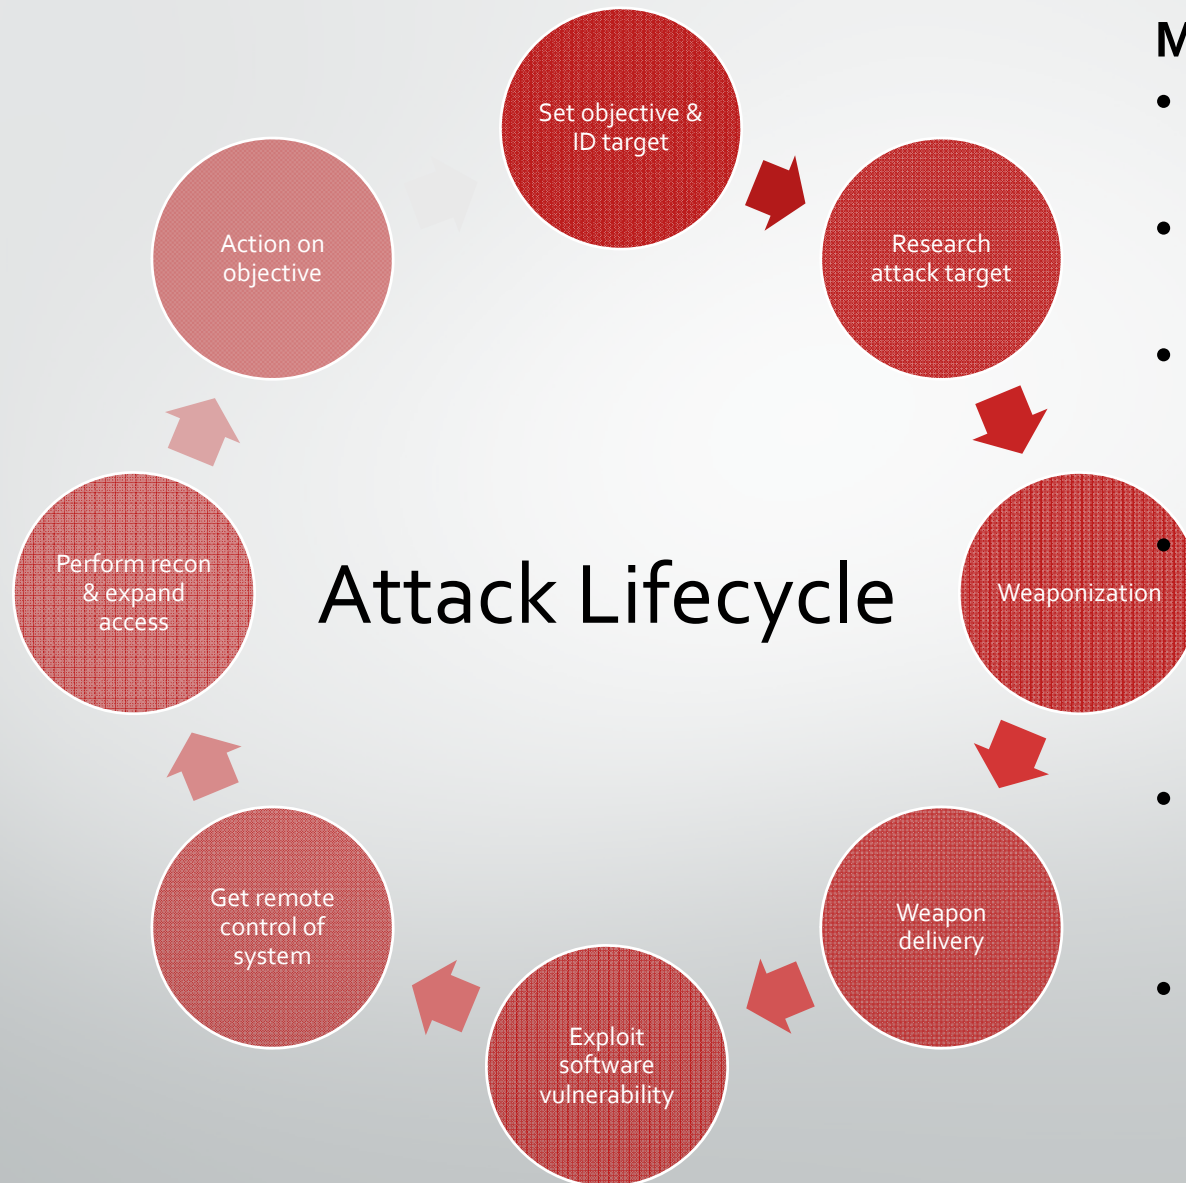 Set objective &
ID target
Research
attack target
Weaponization
Weapon
delivery
Exploit
software
vulnerability
Get remote
control of
system
Perform recon
& expand
access
Action on
objective
Attack Lifecycle
M
•
•
•
•
•
•